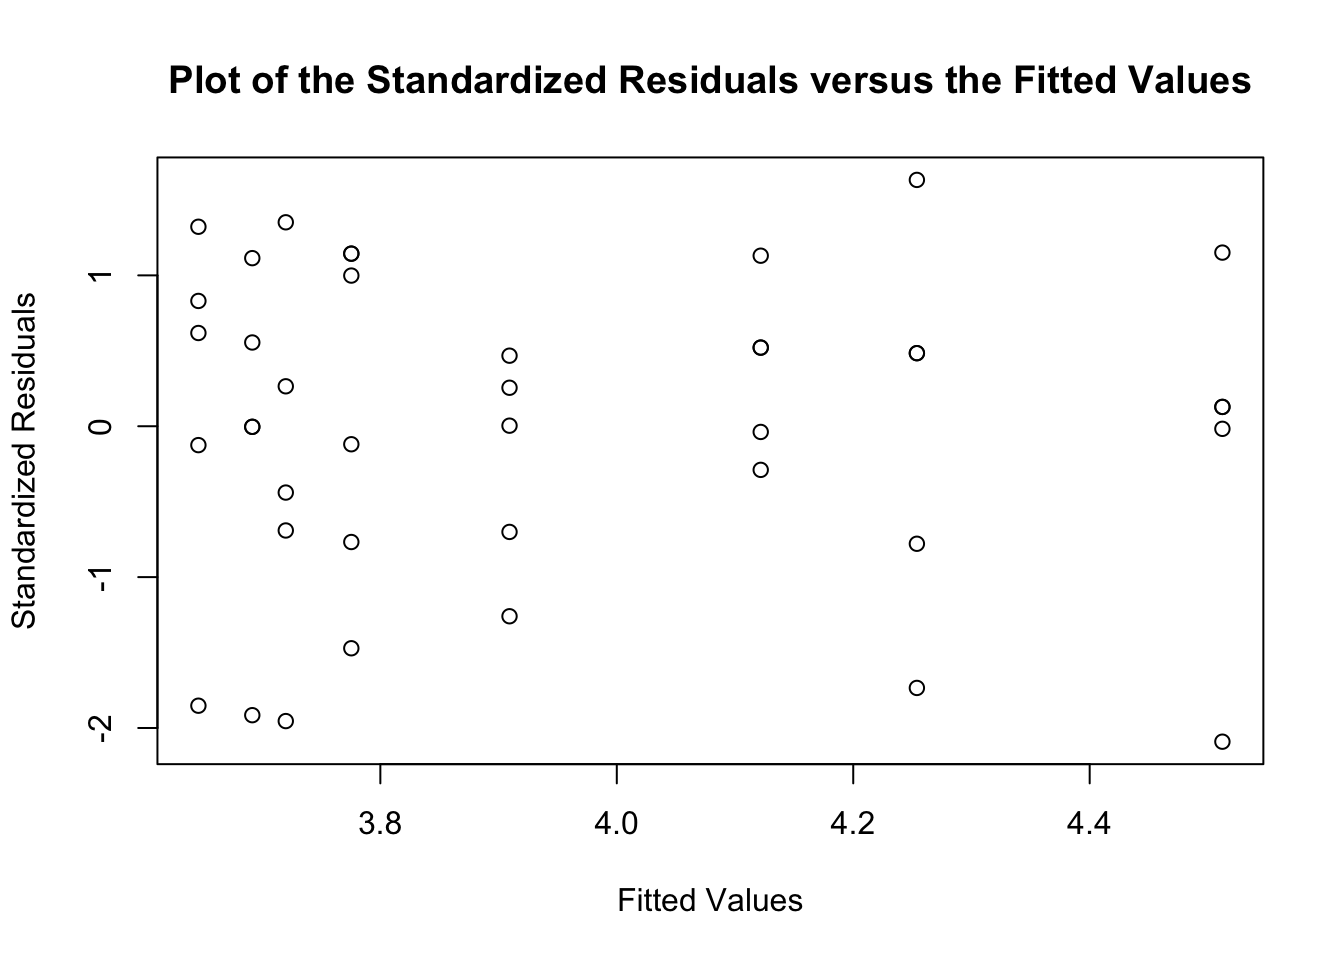 Plot of the Standardized Residuals versus the Fitted Values
Standardized Residuals
1
0
-1
-2
3.8 4.0 4.2 4.4
Fitted Values